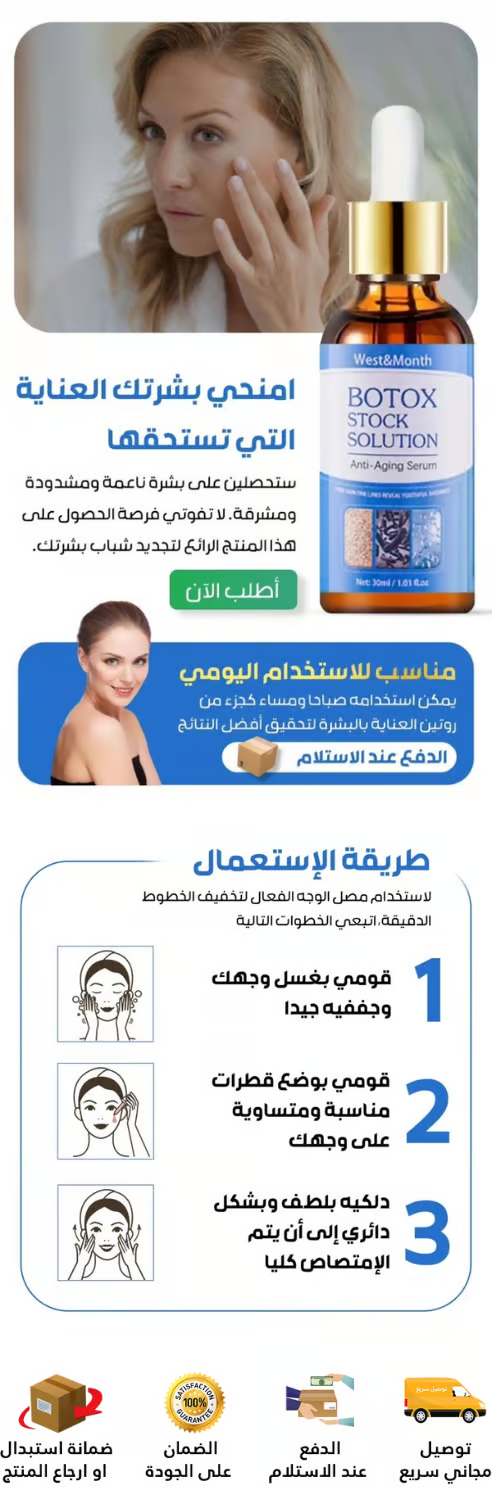 West&Month
BOTOX
STOCK
SOLUTION
Anti-Aging Serum
FINE LINES REVEAL YOUTHFUL RADIANCE
Net: 30ml / 1.01 fl.oz
امنحي بشرتك العناية
التي تستحقها
ستحصلين على بشرة ناعمة ومشدودة
ومشرقة. لا تفوتي فرصة الحصول على
هذا المنتج الرائع لتجديد شباب بشرتك.
أطلب الآن
مناسب للاستخدام اليومي
يمكن استخدامه صباحا ومساء كجزء من
روتين العناية بالبشرة لتحقيق أفضل النتائج
الدفع عند الاستلام
طريقة الإستعمال
لاستخدام مصل الوجه الفعال لتخفيف الخطوط
الدقيقة، اتبعي الخطوات التالية
1
قومي بغسل وجهك
وجففيه جيدا
2
قومي بوضع قطرات
مناسبة ومتساوية
على وجهك
3
دلكيه بلطف وبشكل
دائري إلى أن يتم
الإمتصاص كليا
توصيل سريع
توصيل
مجاني سريع
الدفع
عند الاستلام
SATISFACTION
100%
GUARANTEE
الضمان
على الجودة
ضمانة استبدال
او ارجاع المنتج